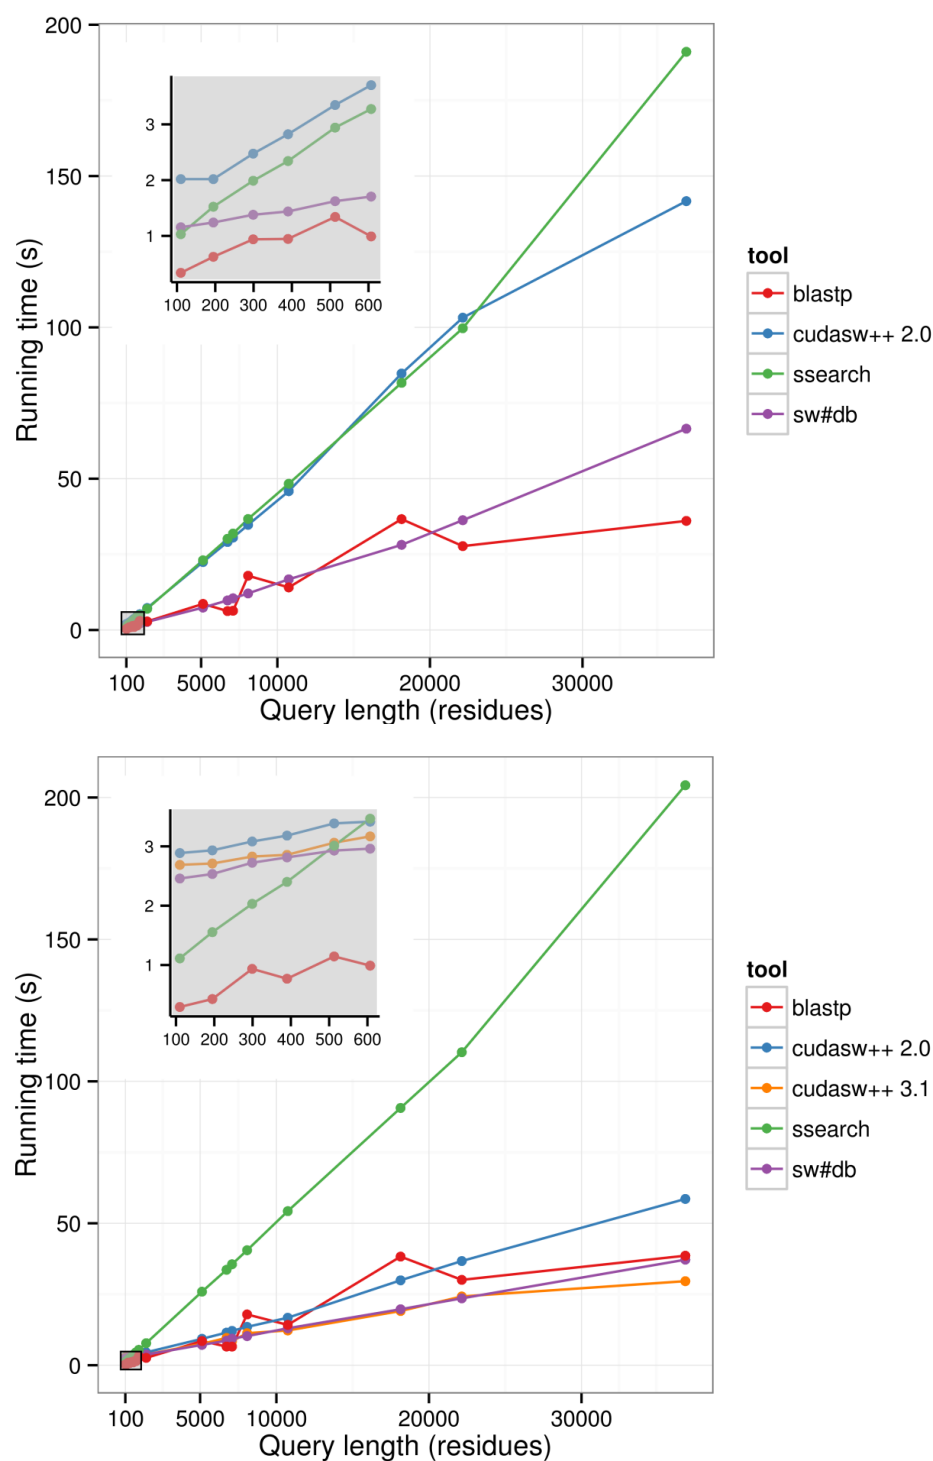 200
150
100
50
0
Running time (s)
3
2
1
100 200 300 400 500 600
100 5000 10000 20000 30000
Query length (residues)
tool
blastp
cudasw++ 2.0
ssearch
sw#db
200
150
100
50
0
Running time (s)
3
2
1
100 200 300 400 500 600
100 5000 10000 20000 30000
Query length (residues)
tool
blastp
cudasw++ 2.0
cudasw++ 3.1
ssearch
sw#db